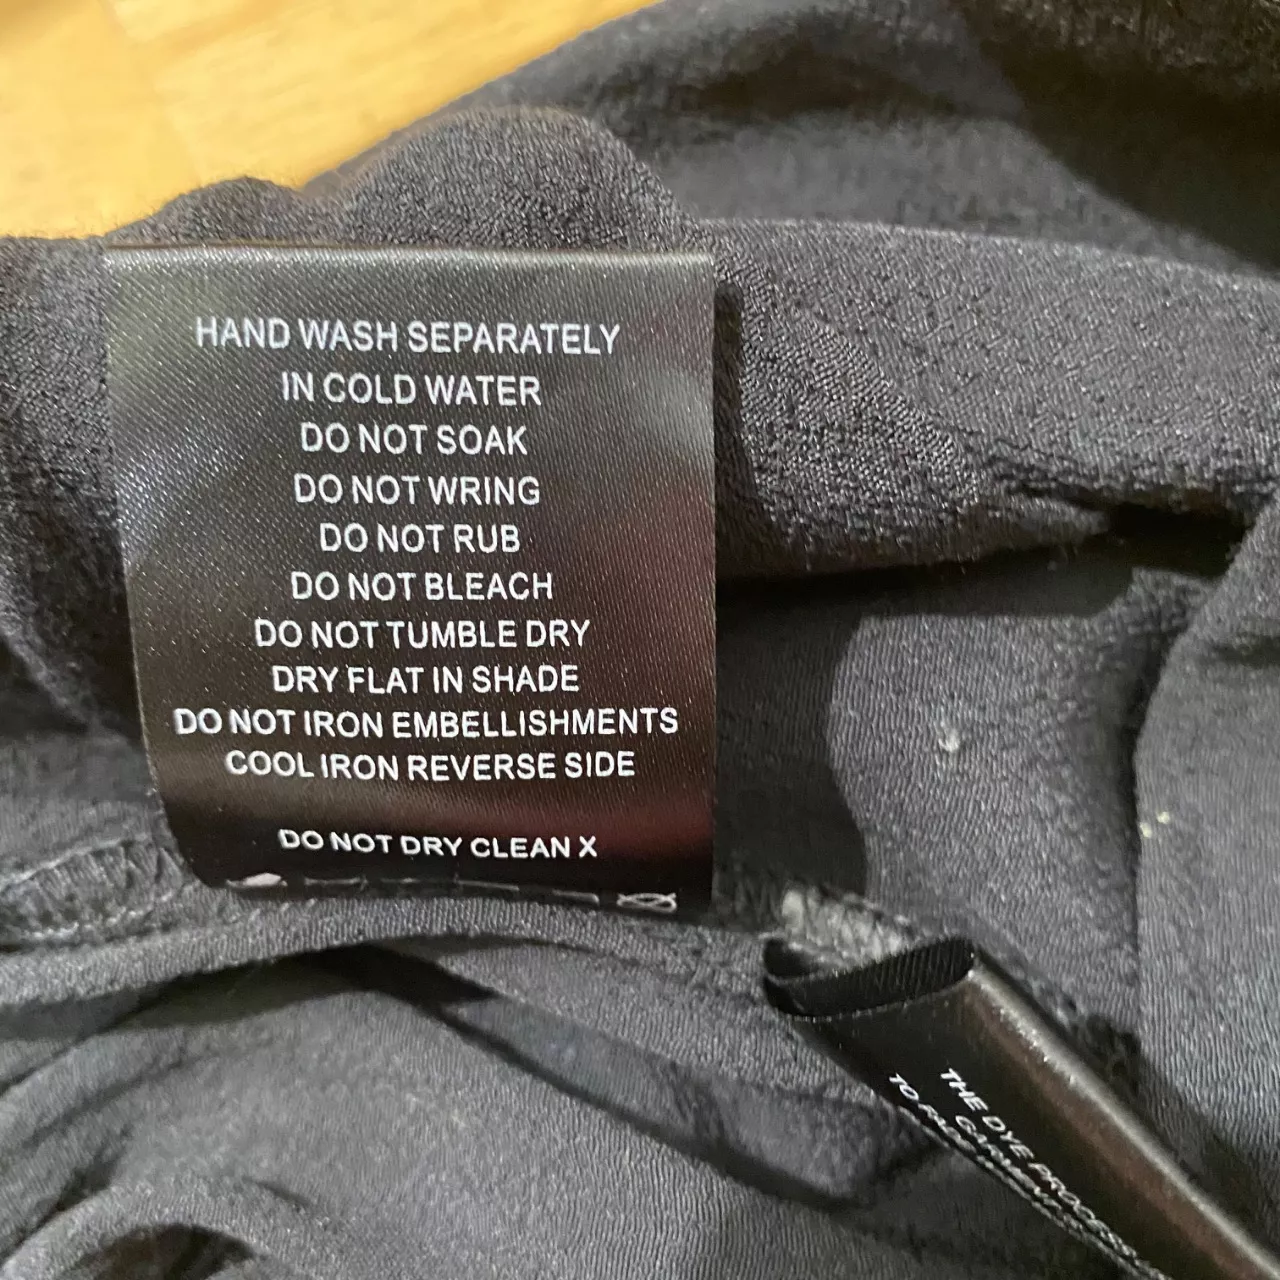 HAND WASH SEPARATELY
IN COLD WATER
DO NOT SOAK
DO NOT WRING
DO NOT RUB
DO NOT BLEACH
DO NOT TUMBLE DRY
DRY FLAT IN SHADE
DO NOT IRON EMBELLISHMENTS
COOL IRON REVERSE SIDE
DO NOT DRY CLEAN X
THE DYE PROCESS
TO FADE